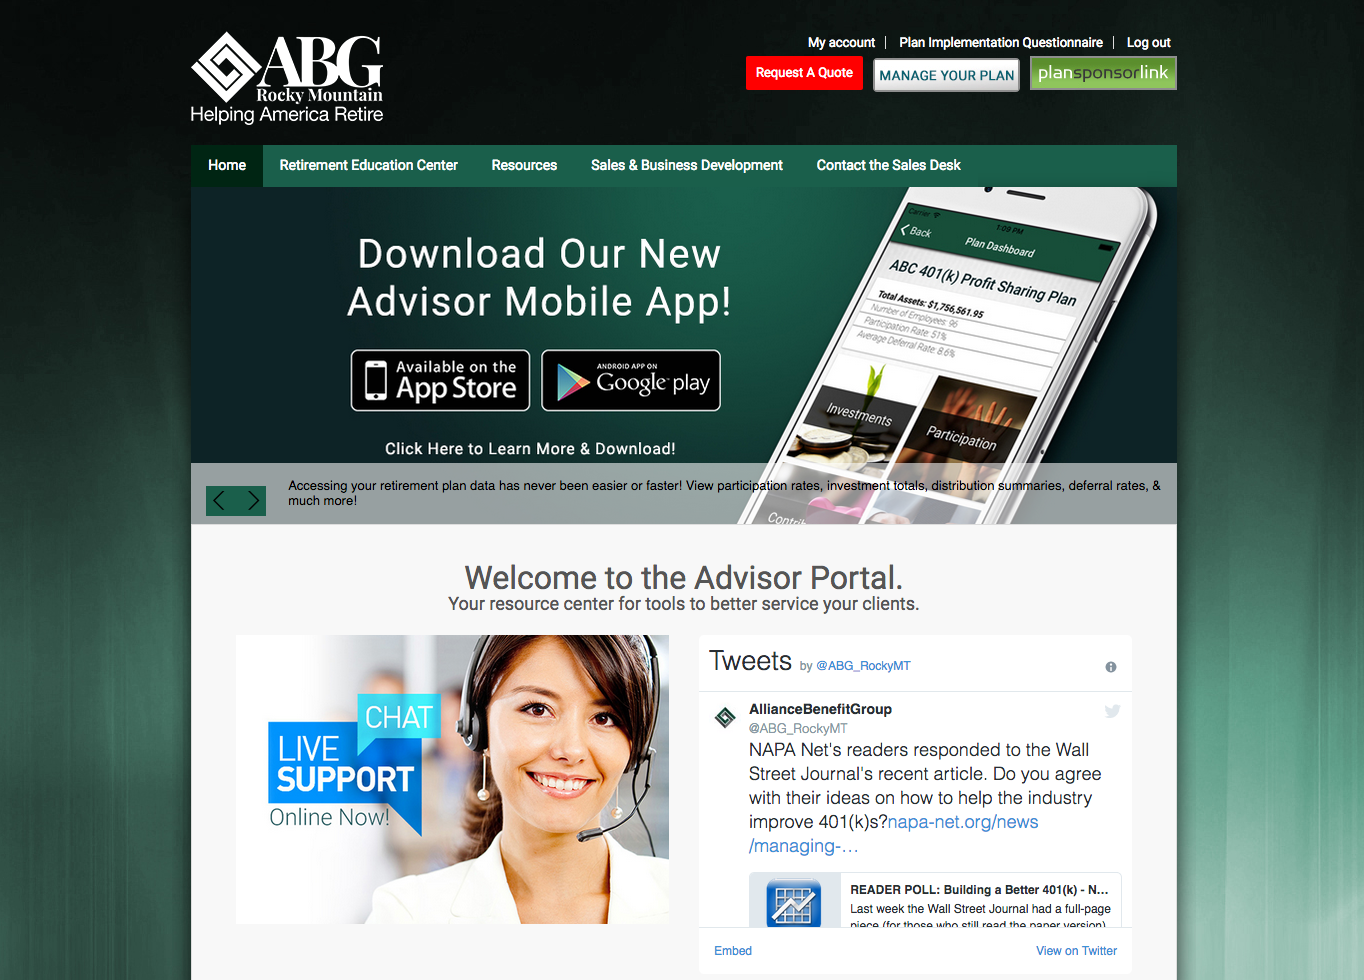 ABG
Rocky Mountain
Helping America Retire
My account
Plan Implementation Questionnaire
Log out
Request A Quote
MANAGE YOUR PLAN
plansponsorlink
Home
Retirement Education Center
Resources
Sales & Business Development
Contact the Sales Desk
Download Our New
Advisor Mobile App!
Available on the
App Store
ANDROID APP ON
Google play
Click Here to Learn More & Download!
Carrier
1:09 PM
Back
Plan Dashboard
ABC 401(k) Profit Sharing Plan
Total Assets: $1,756,561.95
Number of Employees: 96
Participation Rate: 51%
Average Deferral Rate: 8.6%
Investments
Participation
Accessing your retirement plan data has never been easier or faster! View participation rates, investment totals, distribution summaries, deferral rates, &
much more!
Welcome to the Advisor Portal.
Your resource center for tools to better service your clients.
CHAT
LIVE
SUPPORT
Online Now!
Tweets by @ABG_RockyMT
AllianceBenefitGroup
@ABG_RockyMT
NAPA Net's readers responded to the Wall
Street Journal's recent article. Do you agree
with their ideas on how to help the industry
improve 401(k)s?napa-net.org/news
/managing-…
READER POLL: Building a Better 401(k) - N...
Last week the Wall Street Journal had a full-page
piece (for those who still read the paper version)
Embed
View on Twitter